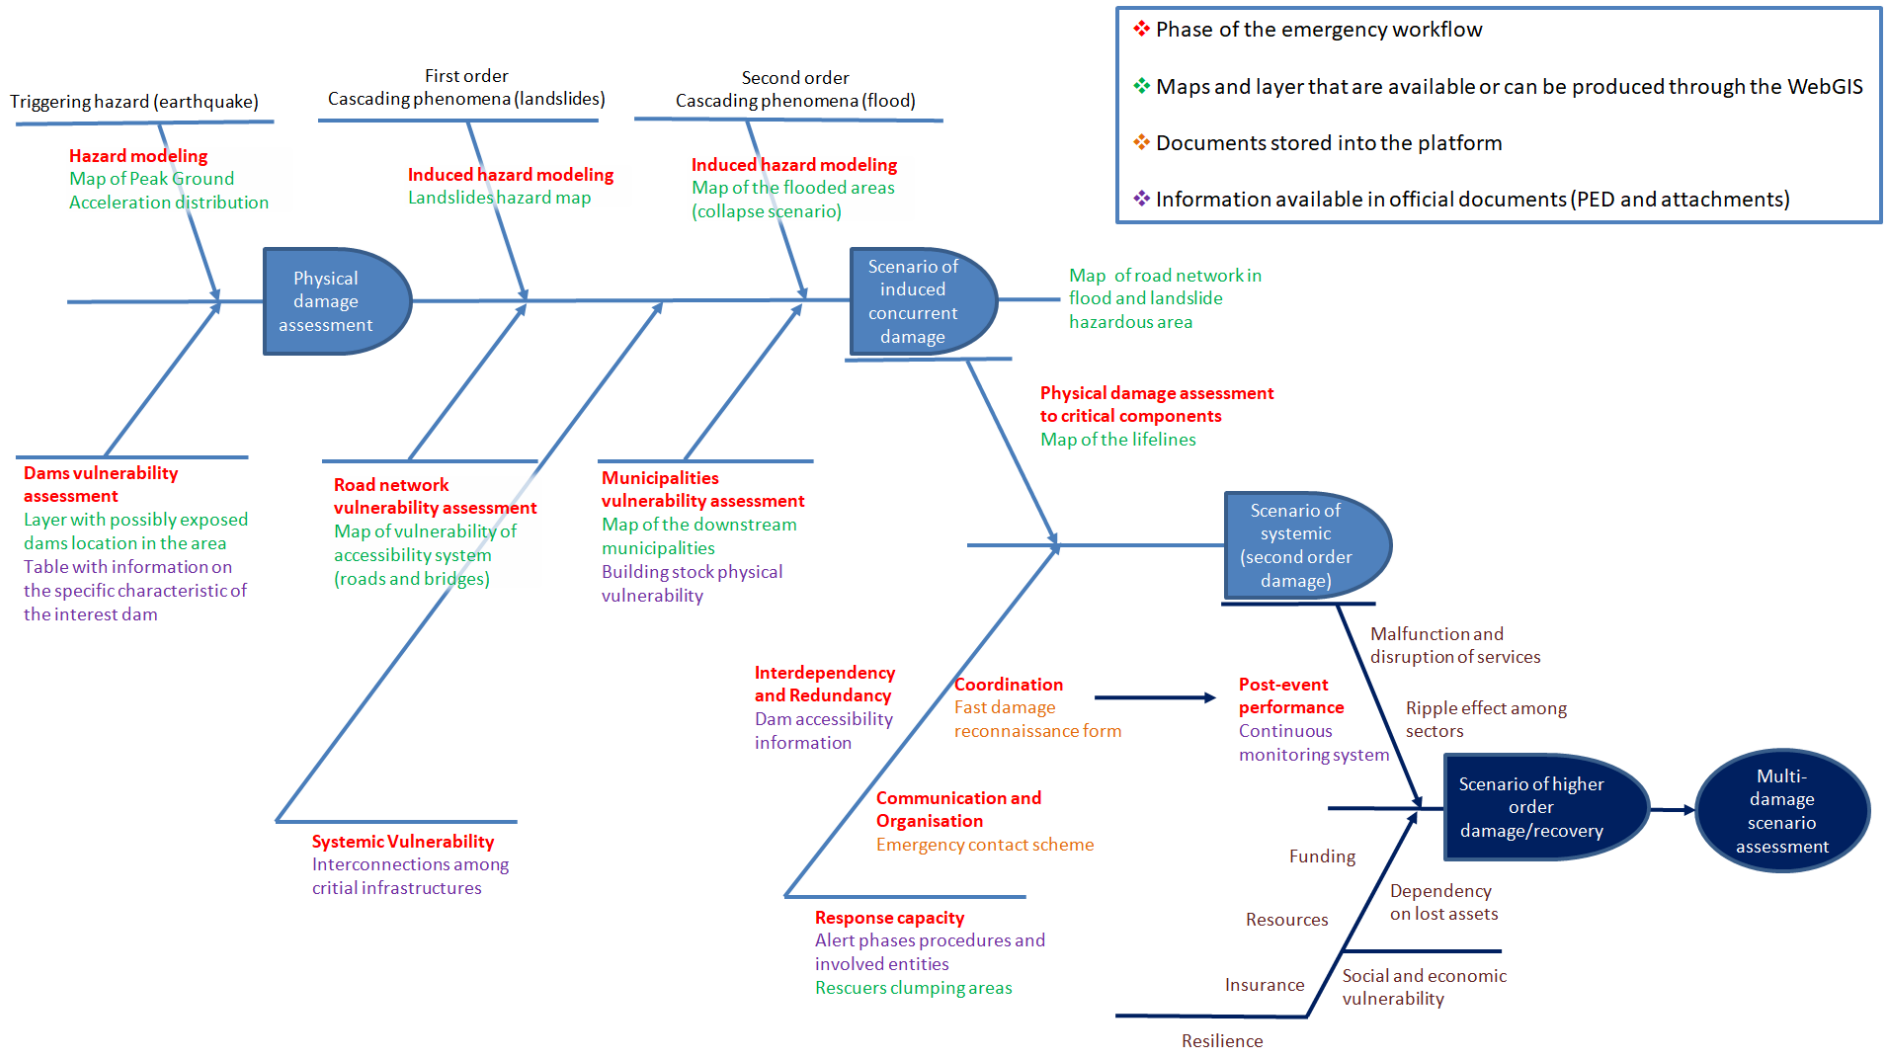 Phase of the emergency workflow
Maps and layer that are available or can be produced through the WebGIS
Documents stored into the platform
Information available in official documents (PED and attachments)
Triggering hazard (earthquake)
First order
Cascading phenomena (landslides)
Second order
Cascading phenomena (flood)
Hazard modeling
Map of Peak Ground
Acceleration distribution
Induced hazard modeling
Landslides hazard map
Induced hazard modeling
Map of the flooded areas
(collapse scenario)
Physical
damage
assessment
Scenario of
induced
concurrent
damage
Map of road network in
flood and landslide
hazardous area
Physical damage assessment
to critical components
Map of the lifelines
Dams vulnerability
assessment
Layer with possibly exposed
dams location in the area
Table with information on
the specific characteristic of
the interest dam
Road network
vulnerability assessment
Map of vulnerability of
accessibility system
(roads and bridges)
Municipalities
vulnerability assessment
Map of the downstream
municipalities
Building stock physical
vulnerability
Scenario of
systemic
(second order
damage)
Systemic Vulnerability
Interconnections among
critial infrastructures
Interdependency
and Redundancy
Dam accessibility
information
Coordination
Fast damage
reconnaissance form
Post-event
performance
Continuous
monitoring system
Malfunction and
disruption of services
Ripple effect among
sectors
Communication and
Organisation
Emergency contact scheme
Response capacity
Alert phases procedures and
involved entities
Rescuers clumping areas
Scenario of higher
order
damage/recovery
Multi-
damage
scenario
assessment
Funding
Dependency
on lost assets
Resources
Insurance
Social and economic
vulnerability
Resilience